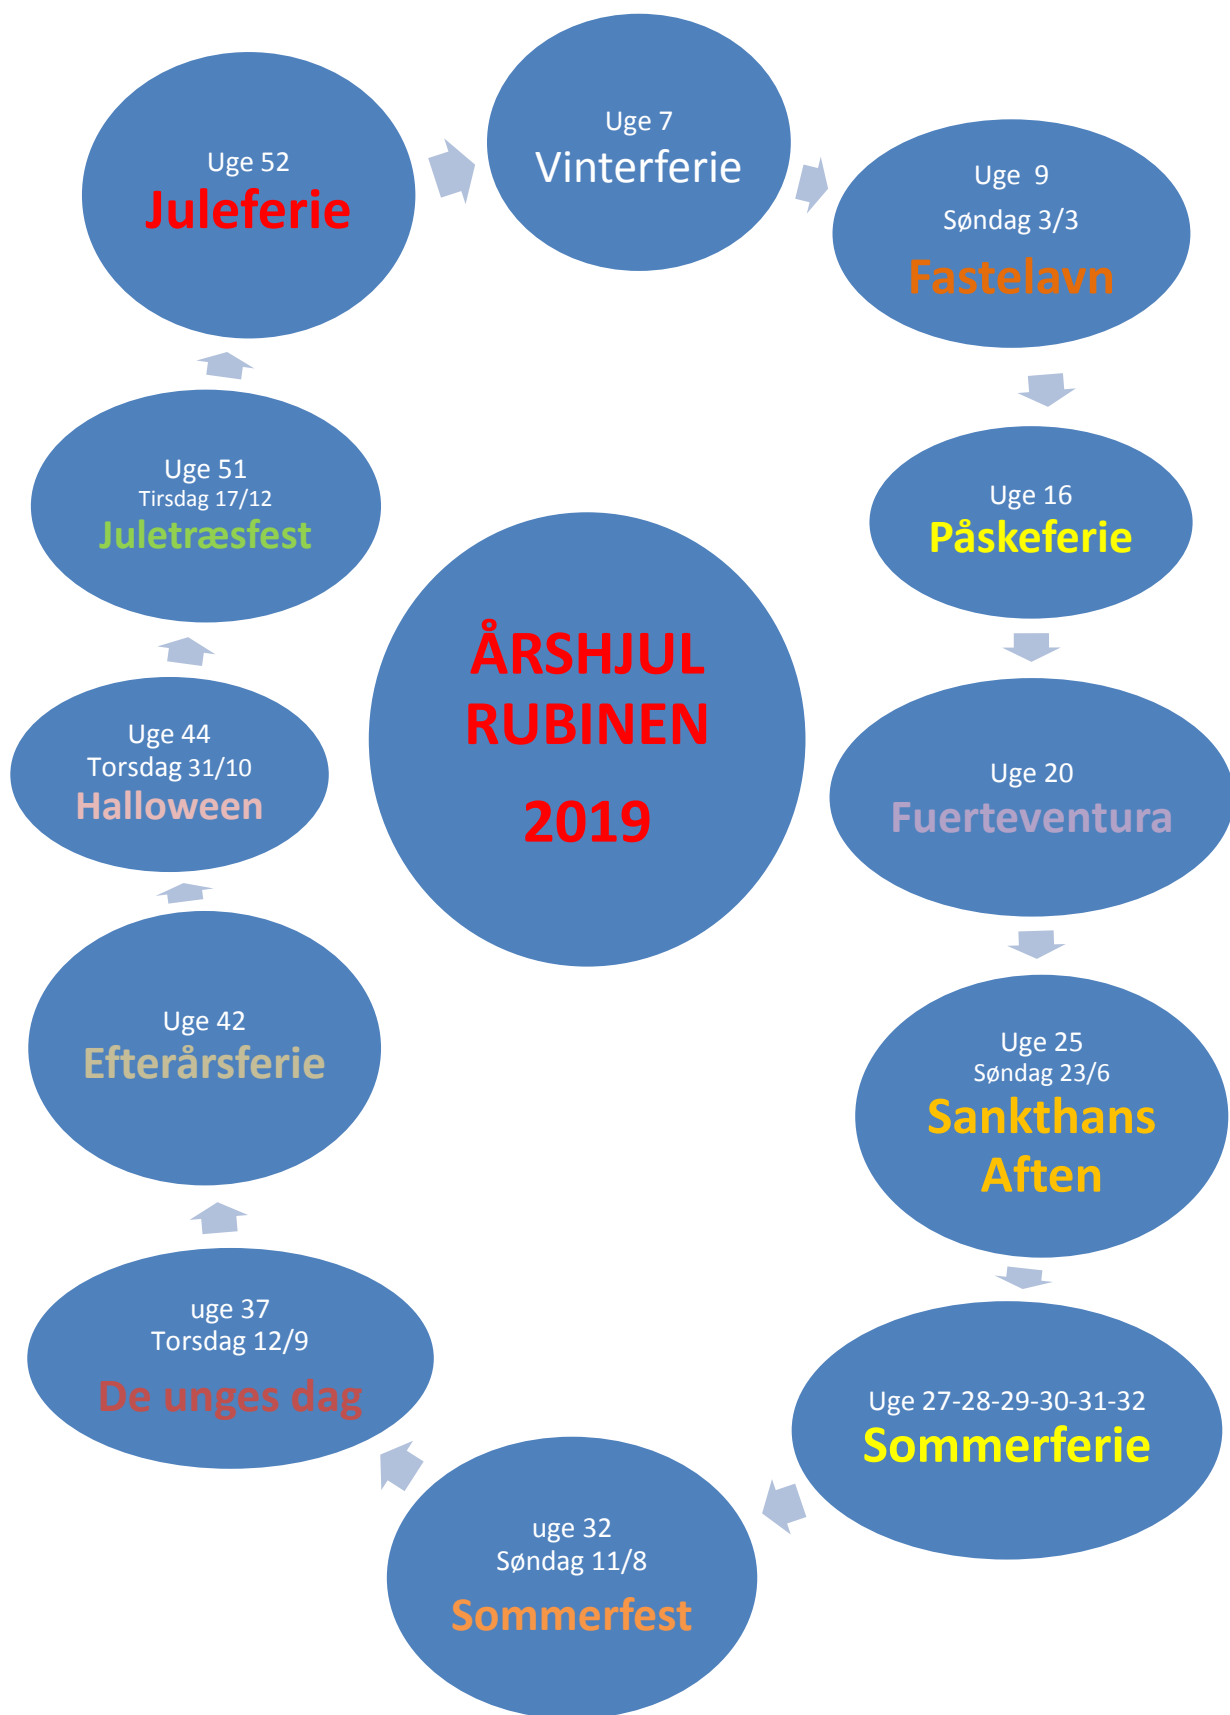 Uge 7
Vinterferie
Uge 9
Søndag 3/3
Fastelavn
Uge 16
Påskeferie
Uge 20
Fuerteventura
Uge 25
Søndag 23/6
Sankthans
Aften
Uge 27-28-29-30-31-32
Sommerferie
uge 32
Søndag 11/8
Sommerfest
uge 37
Torsdag 12/9
De unges dag
Uge 42
Efterårsferie
Uge 44
Torsdag 31/10
Halloween
Uge 51
Tirsdag 17/12
Juletræsfest
Uge 52
Juleferie
ÅRSHJUL
RUBINEN
2019